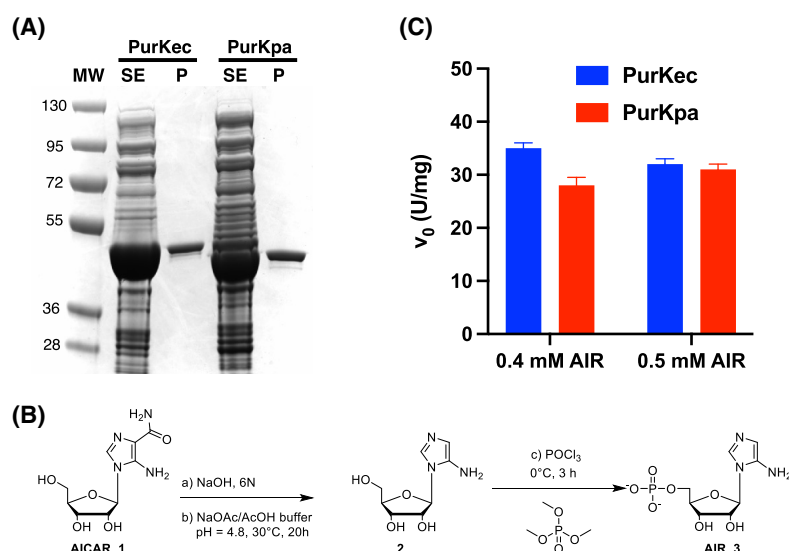 (A)
PurKec PurKpa
MW SE P SE P
130
95
72
55
36
28
(C)
50
40
30
20
10
0
v0 (U/mg)
PurKec
PurKpa
0.4 mM AIR 0.5 mM AIR
(B)
H2N
O
N
N
NH2
HO
O
OH OH
AICAR, 1
a) NaOH, 6N
b) NaOAc/AcOH buffer
pH = 4.8, 30°C, 20h
N
N
NH2
HO
O
OH OH
2
c) POCl3
0°C, 3 h
O
O P O
O
N
N
NH2
O
-O P O
O-
O
OH OH
AIR, 3